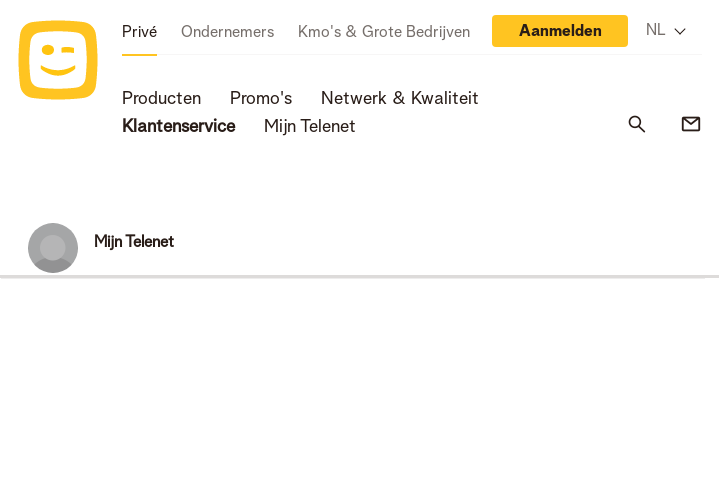 Privé Ondernemers Kmo's & Grote Bedrijven Aanmelden NL
Producten Promo's Netwerk & Kwaliteit
Klantenservice Mijn Telenet
Mijn Telenet